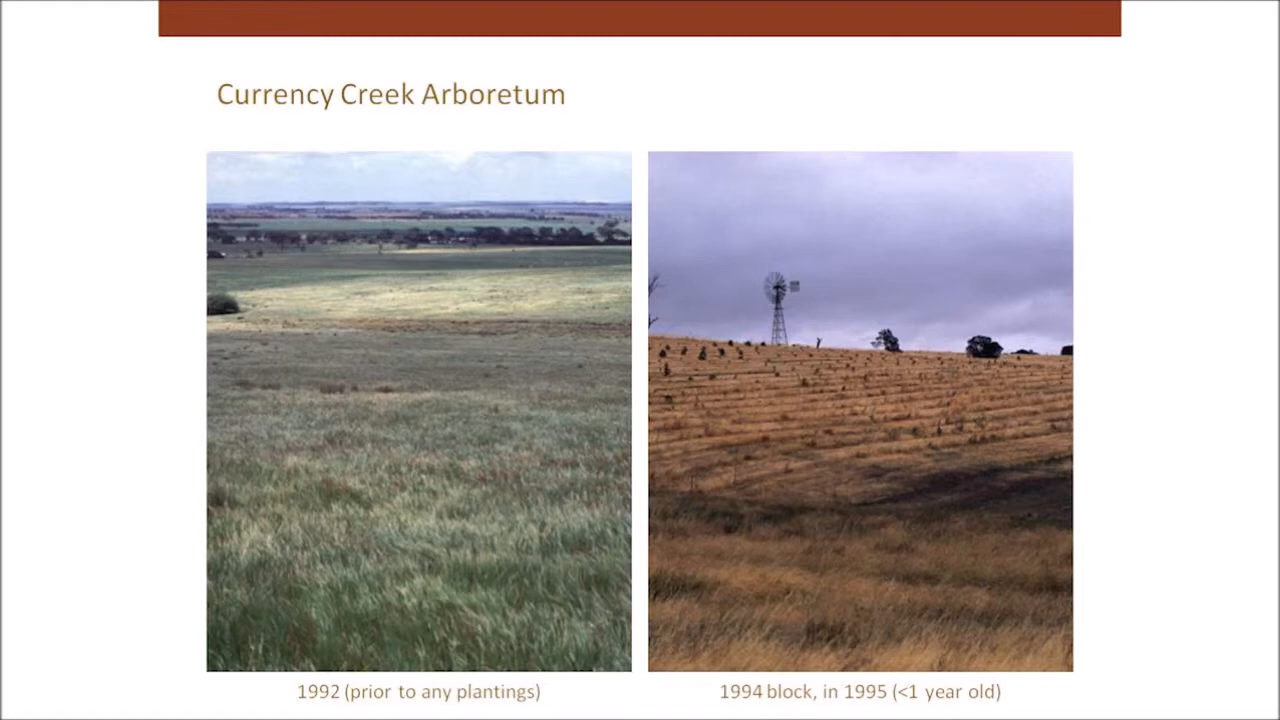 Currency Creek Arboretum
1992 (prior to any plantings)
1994 block, in 1995 (<1 year old)